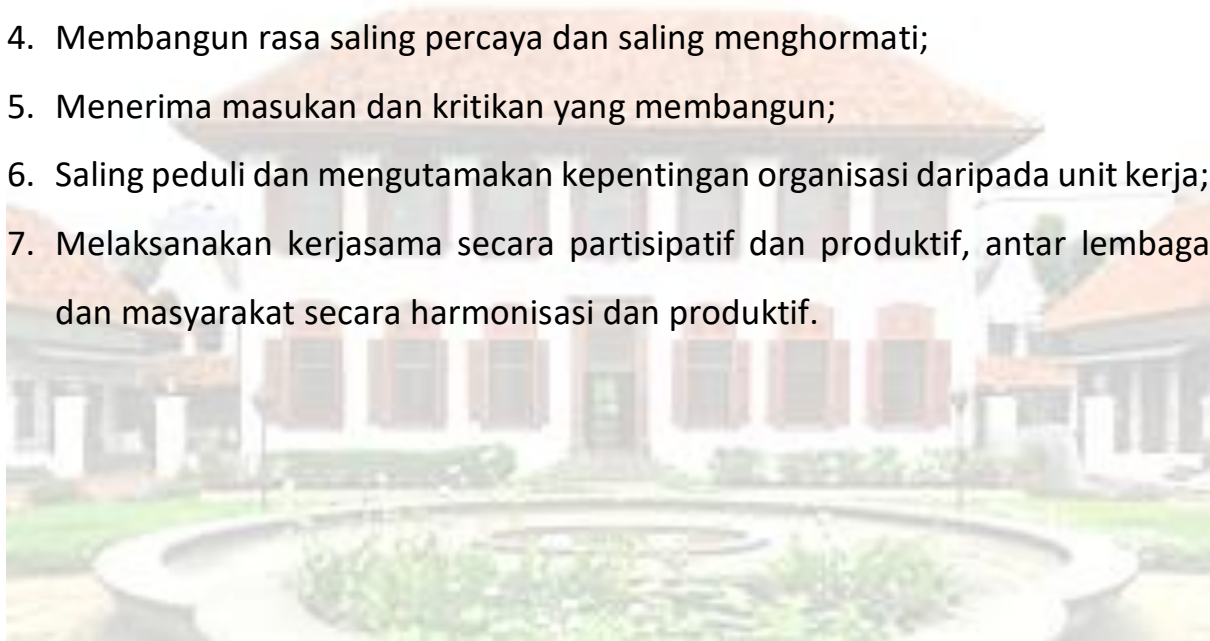 4. Membangun rasa saling percaya dan saling menghormati;
5. Menerima masukan dan kritikan yang membangun;
6. Saling peduli dan mengutamakan kepentingan organisasi daripada unit kerja;
7. Melaksanakan kerjasama secara partisipatif dan produktif, antar lembaga
dan masyarakat secara harmonisasi dan produktif.